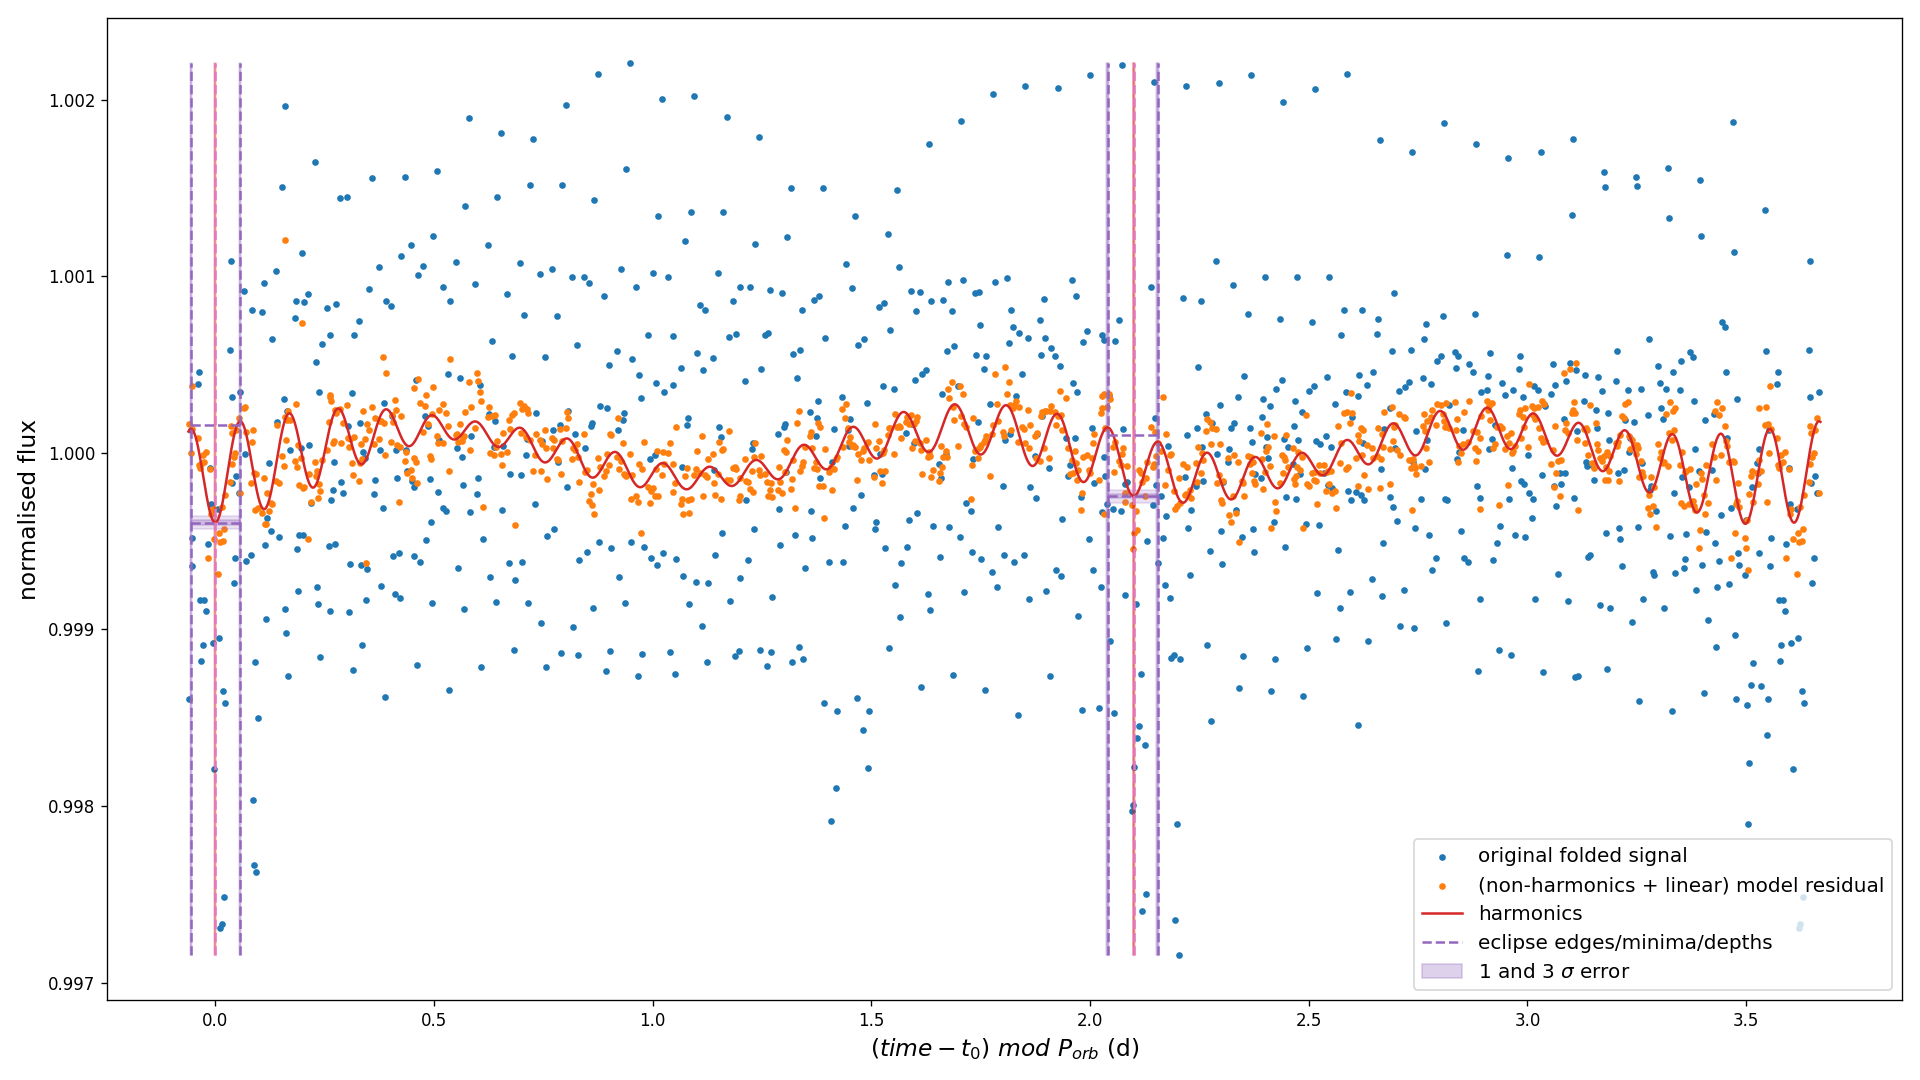 normalised flux
1.002
1.001
1.000
0.999
0.998
0.997
0.0 0.5 1.0 1.5 2.0 2.5 3.0 3.5
(time − t₀) mod P_orb (d)
original folded signal
(non-harmonics + linear) model residual
harmonics
eclipse edges/minima/depths
1 and 3 σ error